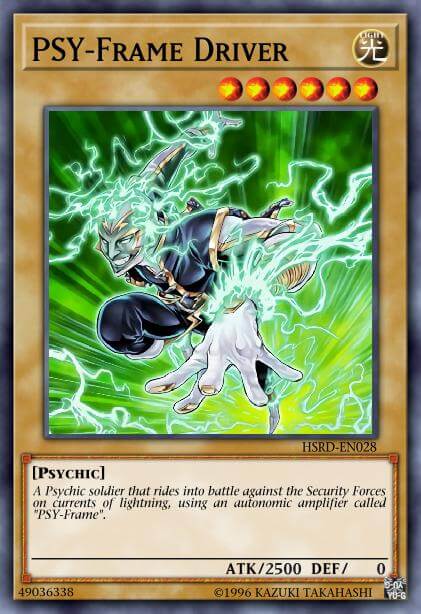 PSY-FRAME DRIVER
LIGHT
光
HSRD-EN028
[PSYCHIC]
A Psychic soldier that rides into battle against the Security Forces
on currents of lightning, using an autonomic amplifier called
"PSY-Frame".
ATK/2500 DEF/ 0
49036338
©1996 KAZUKI TAKAHASHI